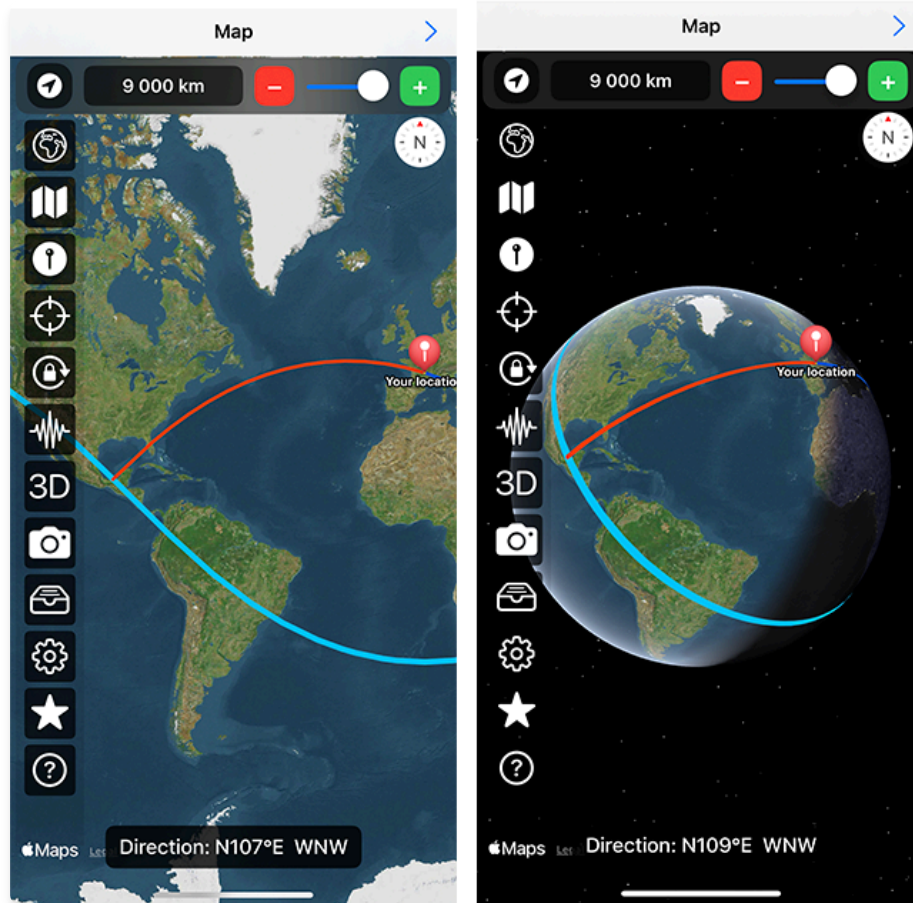 Map
9 000 km
N
Your locatio
3D
Maps
Direction: N107°E WNW
Map
9 000 km
N
Your location
3D
Maps
Direction: N109°E WNW